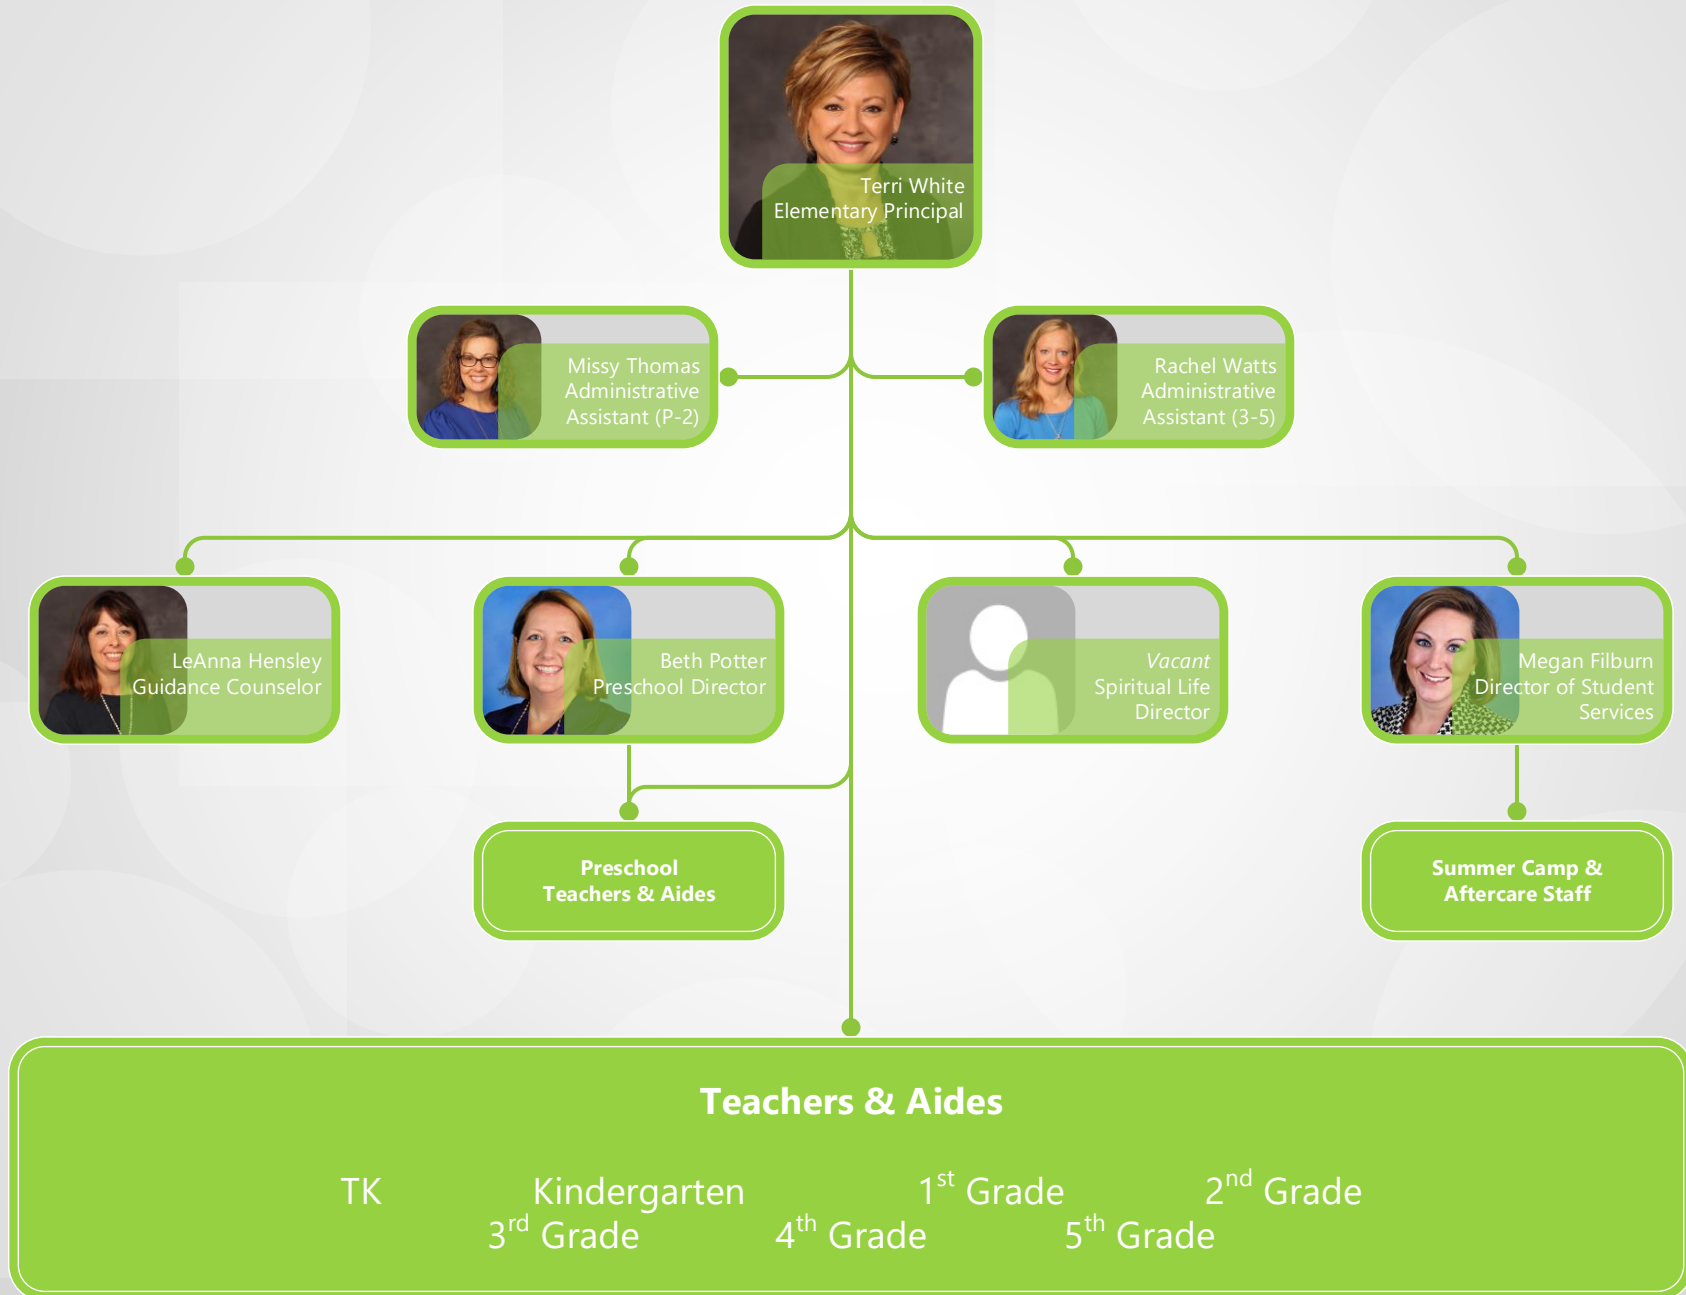 Terri White
Elementary Principal
Missy Thomas
Administrative
Assistant (P-2)
Rachel Watts
Administrative
Assistant (3-5)
LeAnna Hensley
Guidance Counselor
Beth Potter
Preschool Director
Vacant
Spiritual Life
Director
Megan Filburn
Director of Student
Services
Preschool
Teachers & Aides
Summer Camp &
Aftercare Staff
Teachers & Aides
TK Kindergarten 1st Grade 2nd Grade
3rd Grade 4th Grade 5th Grade